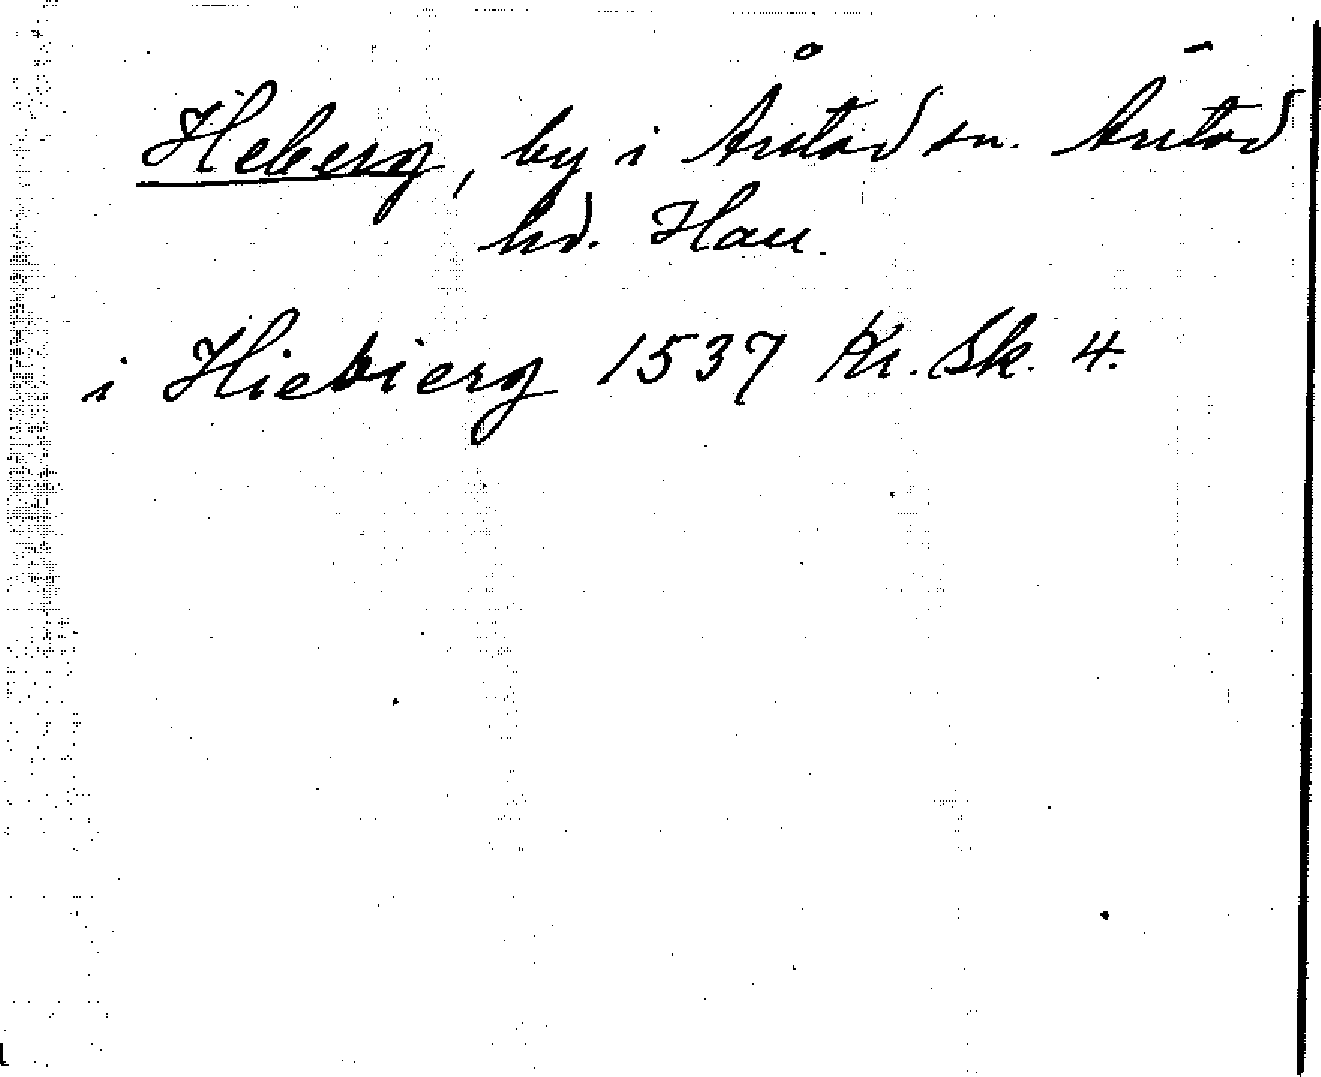 Heberg, by i Årstad sn. Årstad
hd. Hall.
i Hiebierg 1537 Kr. Sk. 4.